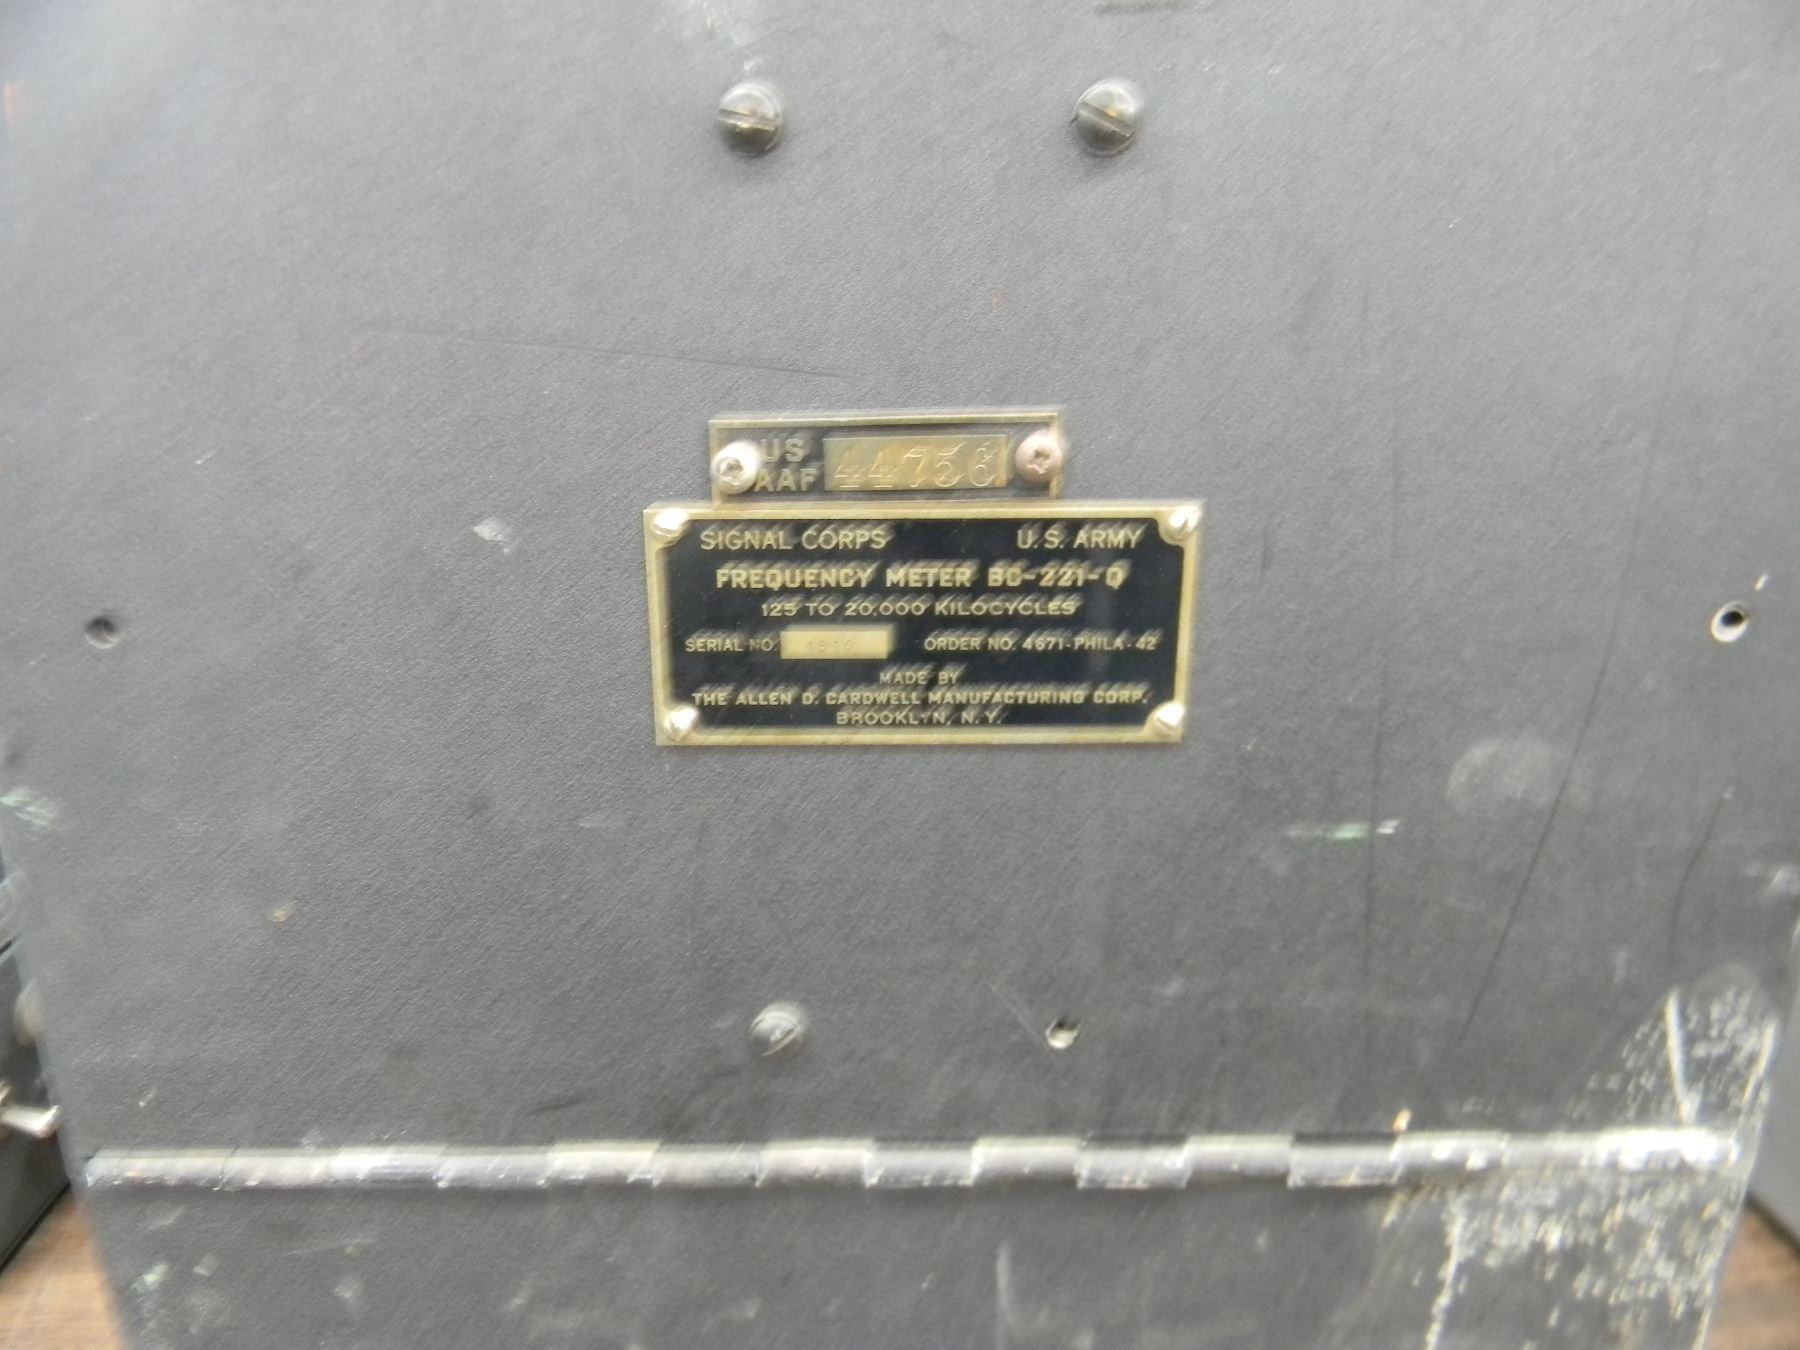 US
AAF 44756
SIGNAL CORPS U. S. ARMY
FREQUENCY METER BC-221-Q
125 TO 20,000 KILOCYCLES
SERIAL NO. ORDER NO. 4671-PHILA-42
MADE BY
THE ALLEN D. CARDWELL MANUFACTURING CORP.
BROOKLYN, N. Y.